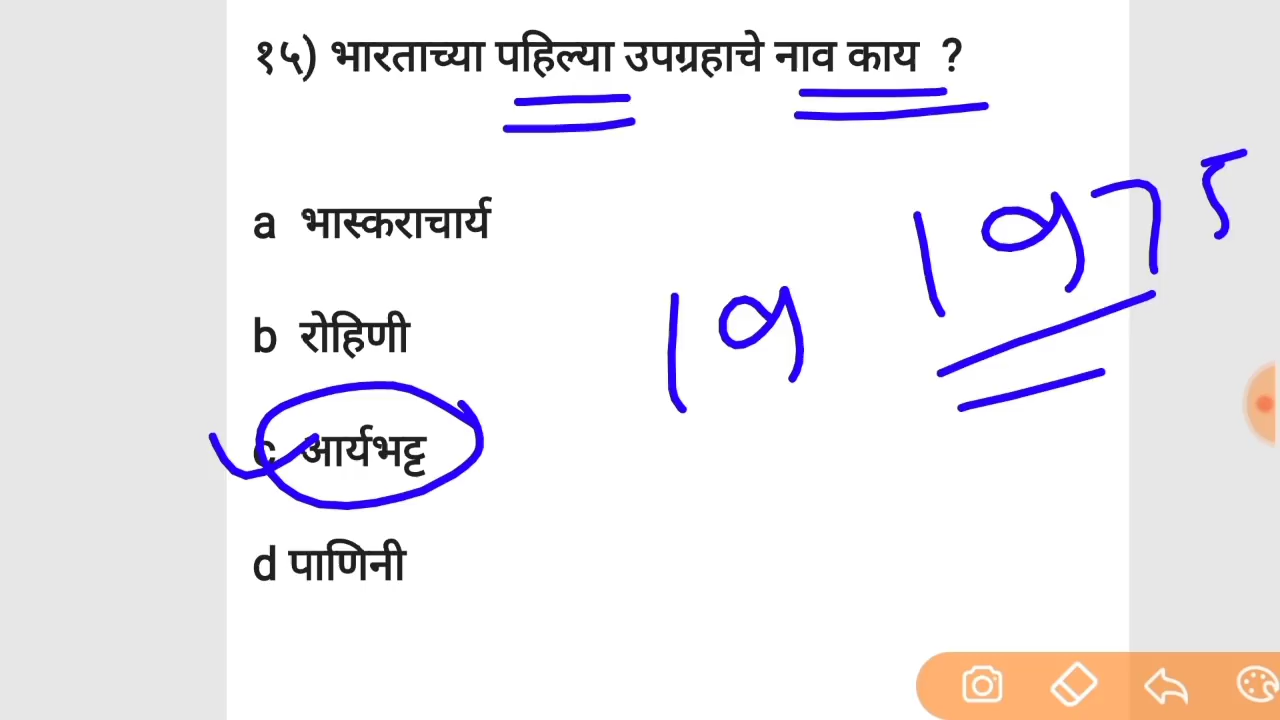 १५) भारताच्या पहिल्या उपग्रहाचे नाव काय ?
a भास्कराचार्य
1975
b रोहिणी
19
c आर्यभट्ट
d पाणिनी